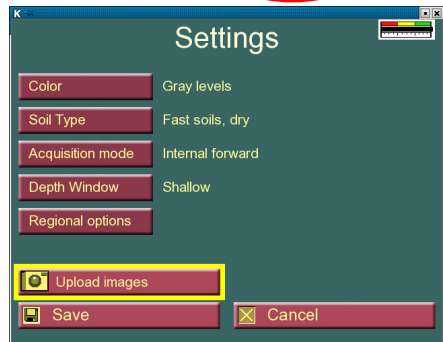 K
Settings
Color Gray levels
Soil Type Fast soils, dry
Acquisition mode Internal forward
Depth Window Shallow
Regional options
Upload images
Save Cancel